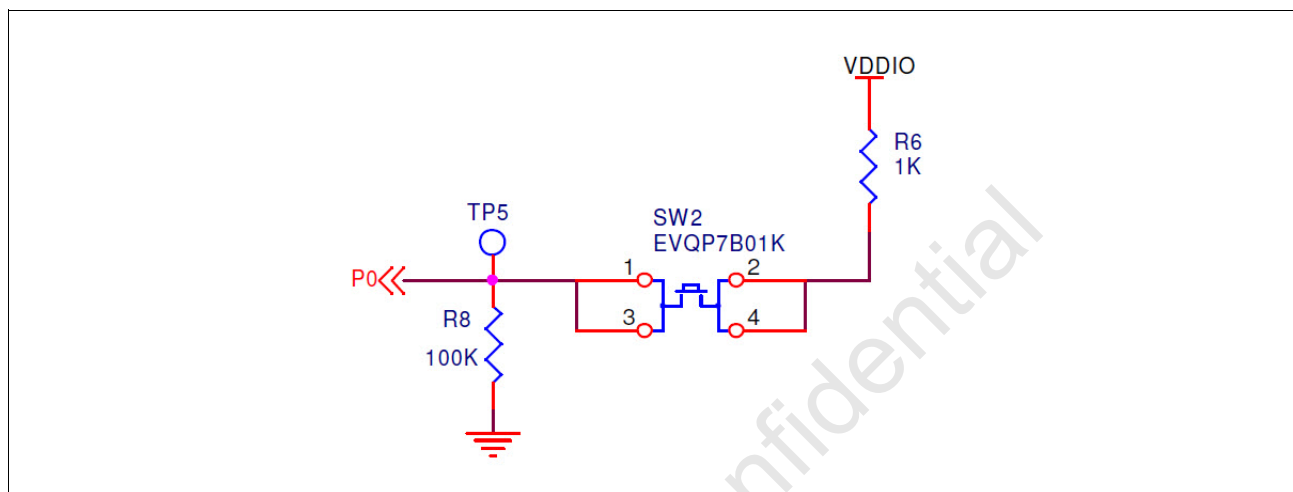 VDDIO
R6
1K
TP5
SW2
EVQP7B01K
P0
1
2
R8
3
4
100K
nfidential